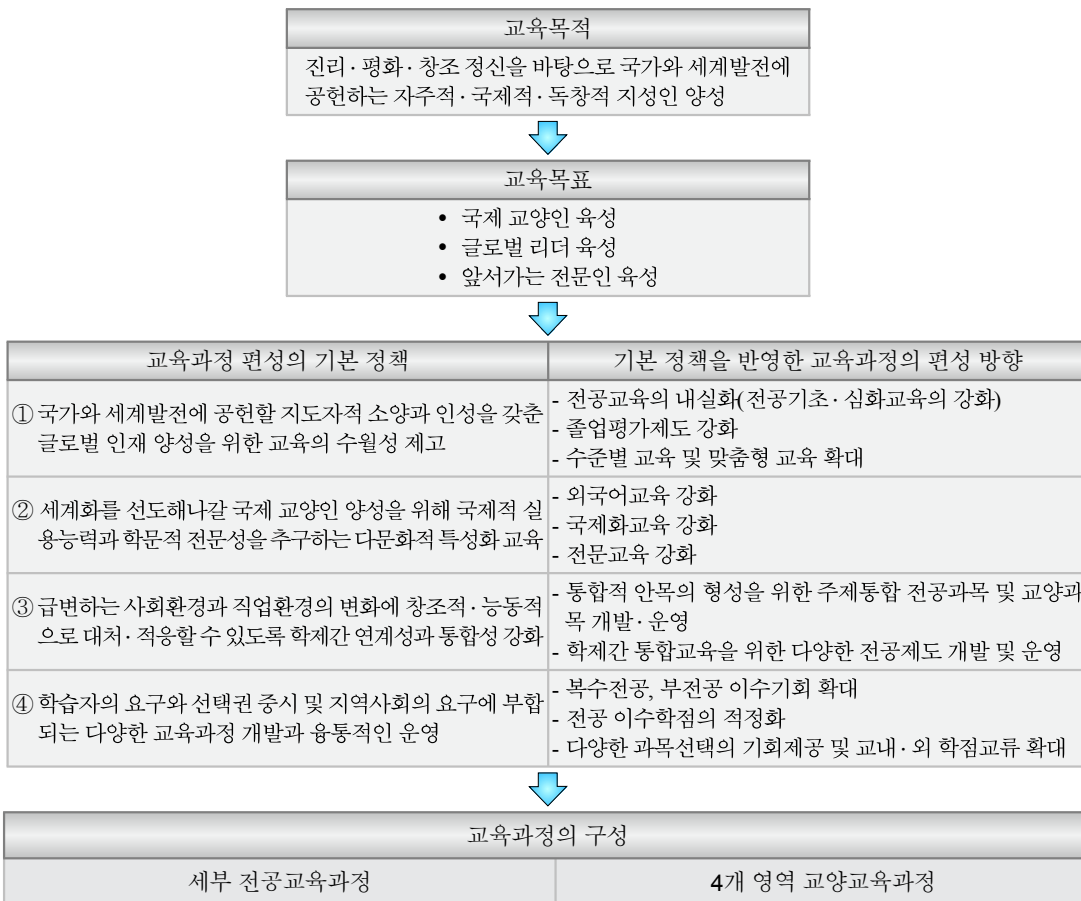 교육목적
진리·평화·창조 정신을 바탕으로 국가와 세계발전에
공헌하는 자주적·국제적·독창적 지성인 양성
교육목표
• 국제 교양인 육성
• 글로벌 리더 육성
• 앞서가는 전문인 육성
교육과정 편성의 기본 정책
기본 정책을 반영한 교육과정의 편성 방향
① 국가와 세계발전에 공헌할 지도자적 소양과 인성을 갖춘
글로벌 인재 양성을 위한 교육의 수월성 제고
- 전공교육의 내실화(전공기초·심화교육의 강화)
- 졸업평가제도 강화
- 수준별 교육 및 맞춤형 교육 확대
② 세계화를 선도해나갈 국제 교양인 양성을 위해 국제적 실
용능력과 학문적 전문성을 추구하는 다문화적 특성화 교육
- 외국어교육 강화
- 국제화교육 강화
- 전문교육 강화
③ 급변하는 사회환경과 직업환경의 변화에 창조적·능동적
으로 대처·적응할 수 있도록 학제간 연계성과 통합성 강화
- 통합적 안목의 형성을 위한 주제통합 전공과목 및 교양과
목 개발·운영
- 학제간 통합교육을 위한 다양한 전공제도 개발 및 운영
④ 학습자의 요구와 선택권 중시 및 지역사회의 요구에 부합
되는 다양한 교육과정 개발과 융통적인 운영
- 복수전공, 부전공 이수기회 확대
- 전공 이수학점의 적정화
- 다양한 과목선택의 기회제공 및 교내·외 학점교류 확대
교육과정의 구성
세부 전공교육과정
4개 영역 교양교육과정